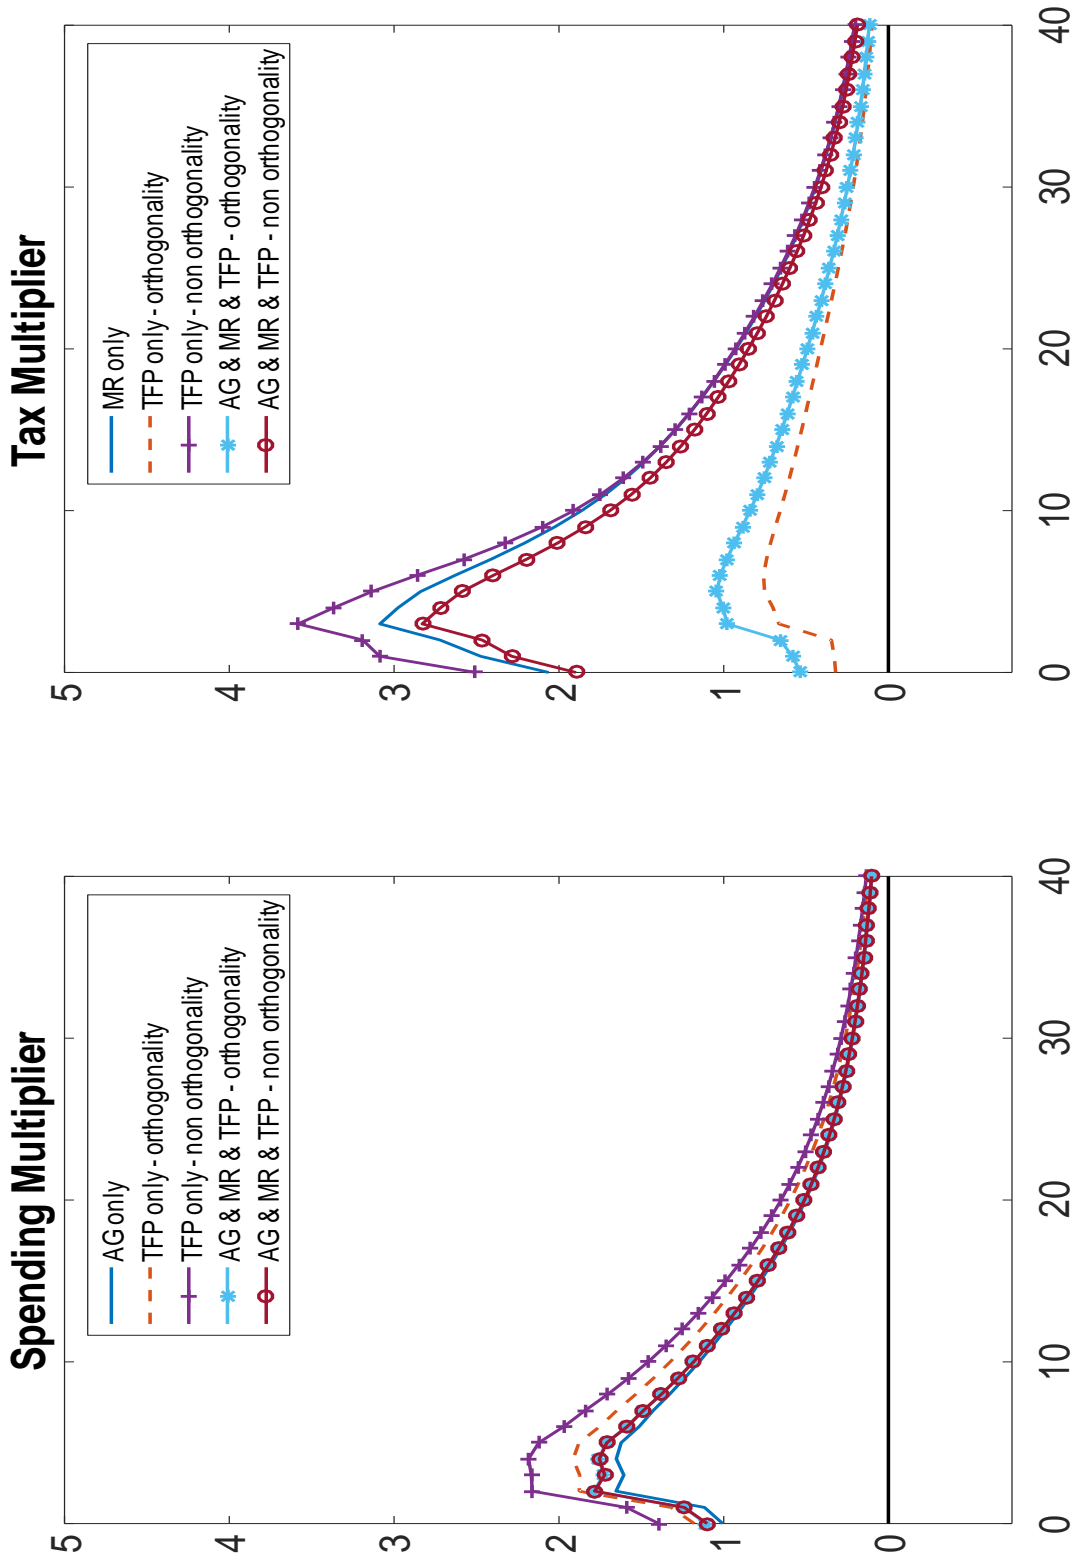 Spending Multiplier
5
4
3
2
1
0
0
10
20
30
40
AG only
TFP only - orthogonality
TFP only - non orthogonality
AG & MR & TFP - orthogonality
AG & MR & TFP - non orthogonality
Tax Multiplier
5
4
3
2
1
0
0
10
20
30
40
MR only
TFP only - orthogonality
TFP only - non orthogonality
AG & MR & TFP - orthogonality
AG & MR & TFP - non orthogonality